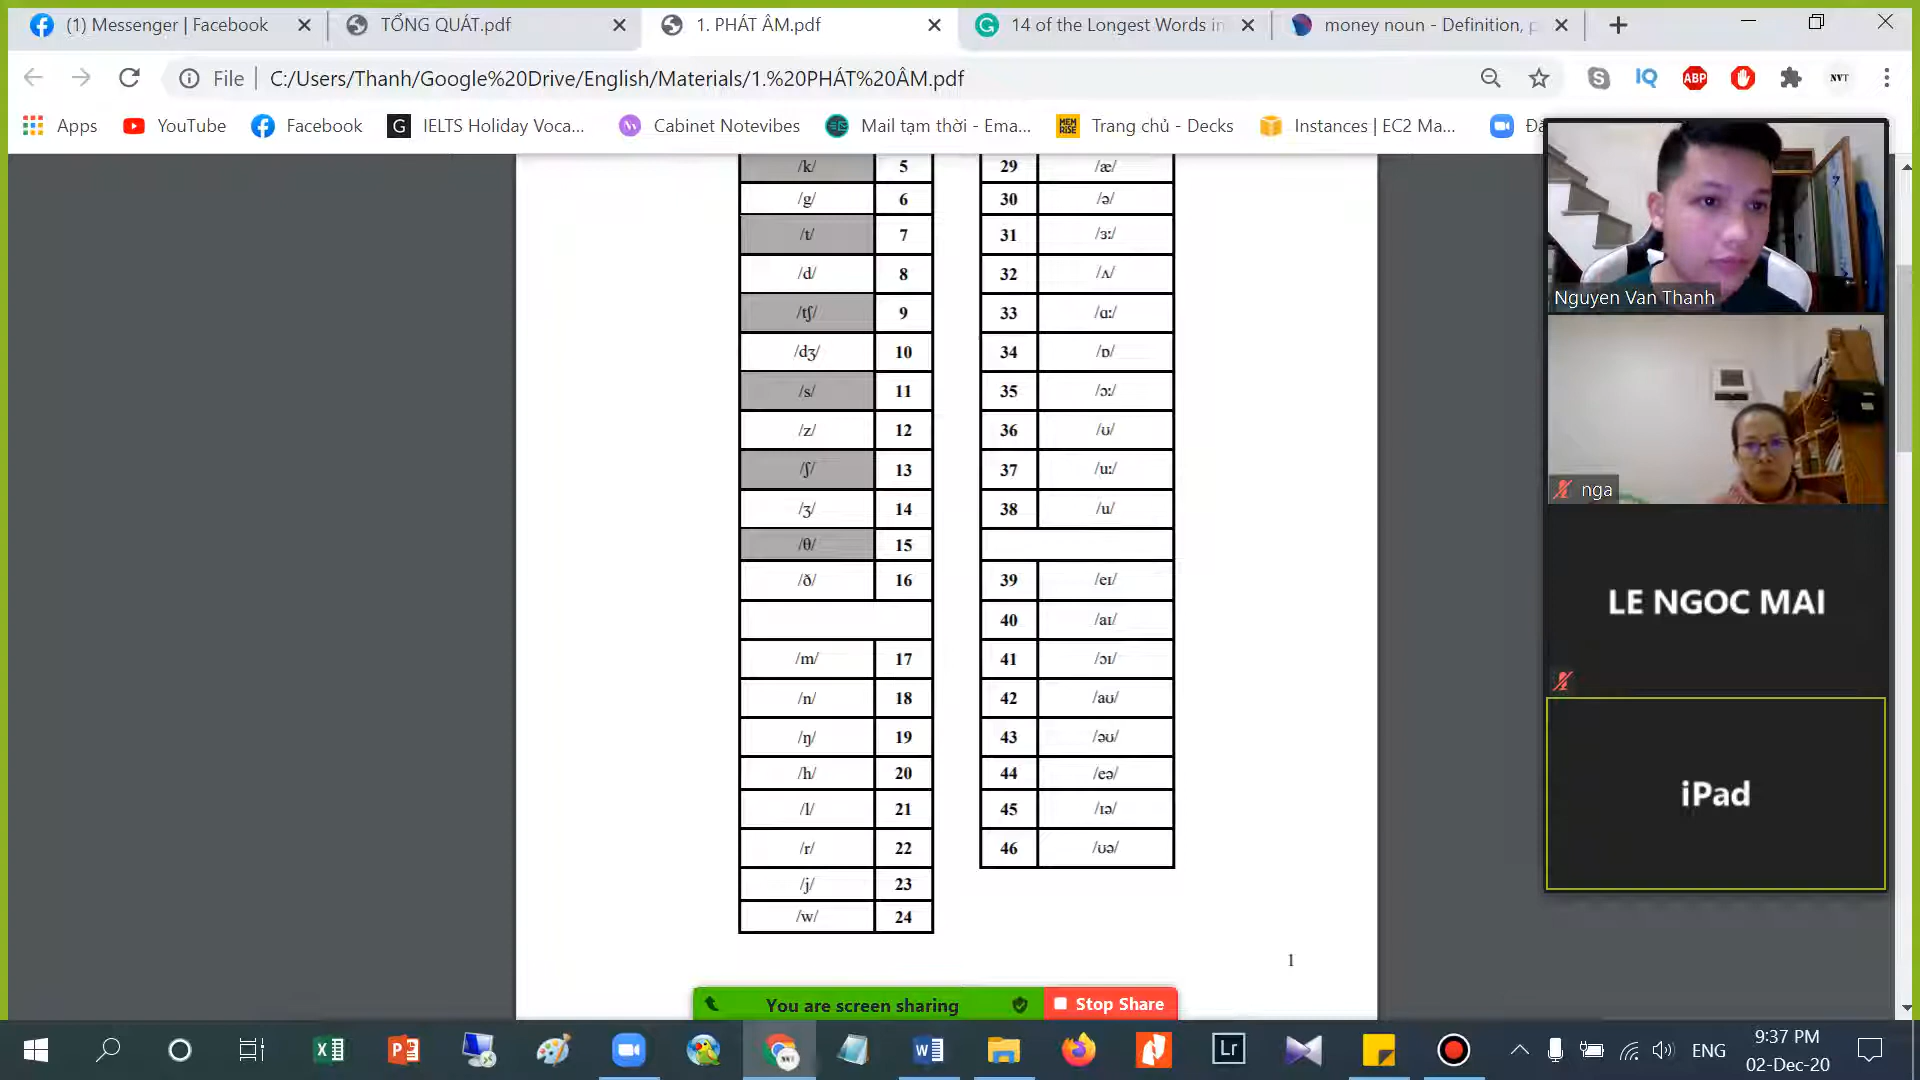 (1) Messenger | Facebook
TỔNG QUÁT.pdf
1. PHÁT ÂM.pdf
14 of the Longest Words in
money noun - Definition, p
File
C:/Users/Thanh/Google%20Drive/English/Materials/1.%20PHÁT%20ÂM.pdf
IQ
ABP
NVT
Apps
YouTube
Facebook
G
IELTS Holiday Voca...
Cabinet Notevibes
Mail tạm thời - Ema...
MEM
RISE
Trang chủ - Decks
Instances | EC2 Ma...
/k/ 5
/g/ 6
/t/ 7
/d/ 8
/tʃ/ 9
/dʒ/ 10
/s/ 11
/z/ 12
/ʃ/ 13
/ʒ/ 14
/θ/ 15
/ð/ 16
/m/ 17
/n/ 18
/ŋ/ 19
/h/ 20
/l/ 21
/r/ 22
/j/ 23
/w/ 24
29 /æ/
30 /ə/
31 /ɜː/
32 /ʌ/
33 /ɑː/
34 /ɒ/
35 /ɔː/
36 /ʊ/
37 /uː/
38 /u/
39 /eɪ/
40 /aɪ/
41 /ɔɪ/
42 /aʊ/
43 /əʊ/
44 /eə/
45 /ɪə/
46 /ʊə/
1
Nguyen Van Thanh
nga
LE NGOC MAI
iPad
You are screen sharing
Stop Share
Lr
ENG
9:37 PM
02-Dec-20